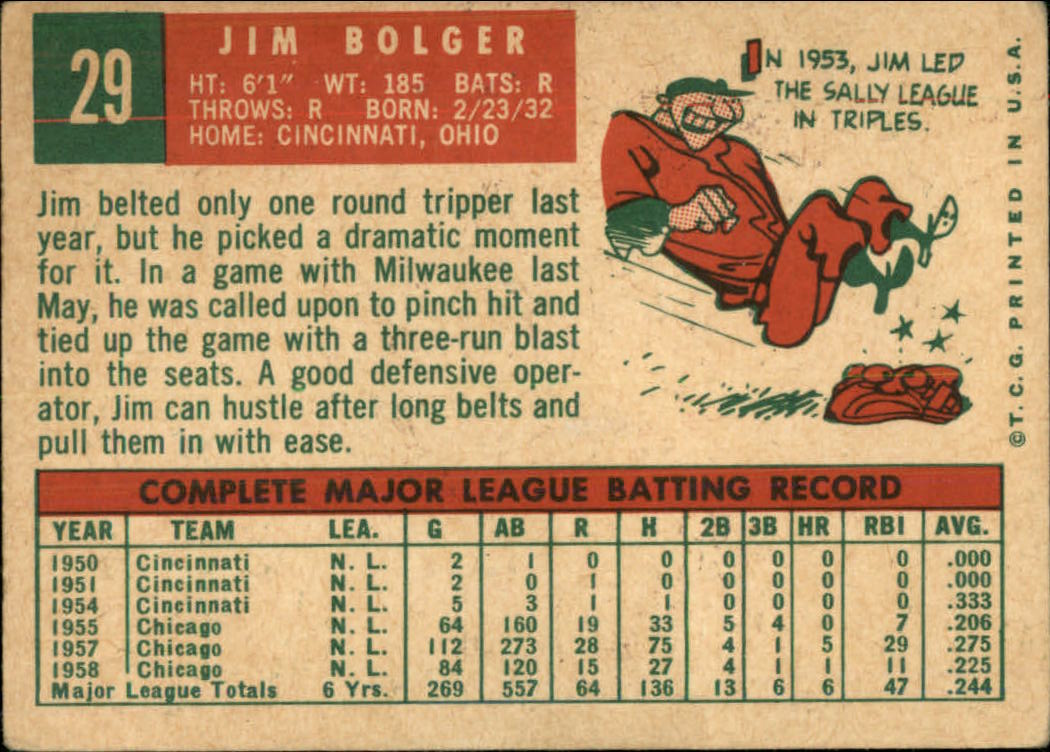 29
JIM BOLGER
HT: 6'1" WT: 185 BATS: R
THROWS: R BORN: 2/23/32
HOME: CINCINNATI, OHIO
IN 1953, JIM LED
THE SALLY LEAGUE
IN TRIPLES.
Jim belted only one round tripper last
year, but he picked a dramatic moment
for it. In a game with Milwaukee last
May, he was called upon to pinch hit and
tied up the game with a three-run blast
into the seats. A good defensive oper-
ator, Jim can hustle after long belts and
pull them in with ease.
©T. C. G. PRINTED IN U.S.A.
COMPLETE MAJOR LEAGUE BATTING RECORD
YEAR TEAM LEA. G AB R H 2B 3B HR RBI AVG.
1950 Cincinnati N. L. 2 1 0 0 0 0 0 0 .000
1951 Cincinnati N. L. 2 0 1 0 0 0 0 0 .000
1954 Cincinnati N. L. 5 3 1 1 0 0 0 0 .333
1955 Chicago N. L. 64 160 19 33 5 4 0 7 .206
1957 Chicago N. L. 112 273 28 75 4 1 5 29 .275
1958 Chicago N. L. 84 120 15 27 4 1 1 11 .225
Major League Totals 6 Yrs. 269 557 64 136 13 6 6 47 .244